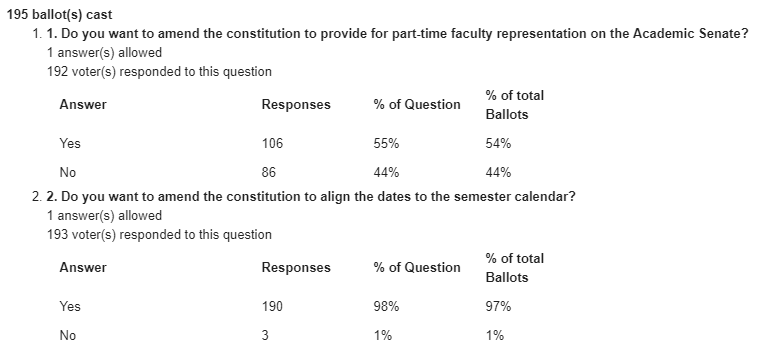 195 ballot(s) cast
1. 1. Do you want to amend the constitution to provide for part-time faculty representation on the Academic Senate?
1 answer(s) allowed
192 voter(s) responded to this question
Answer Responses % of Question % of total Ballots
Yes 106 55% 54%
No 86 44% 44%
2. 2. Do you want to amend the constitution to align the dates to the semester calendar?
1 answer(s) allowed
193 voter(s) responded to this question
Answer Responses % of Question % of total Ballots
Yes 190 98% 97%
No 3 1% 1%